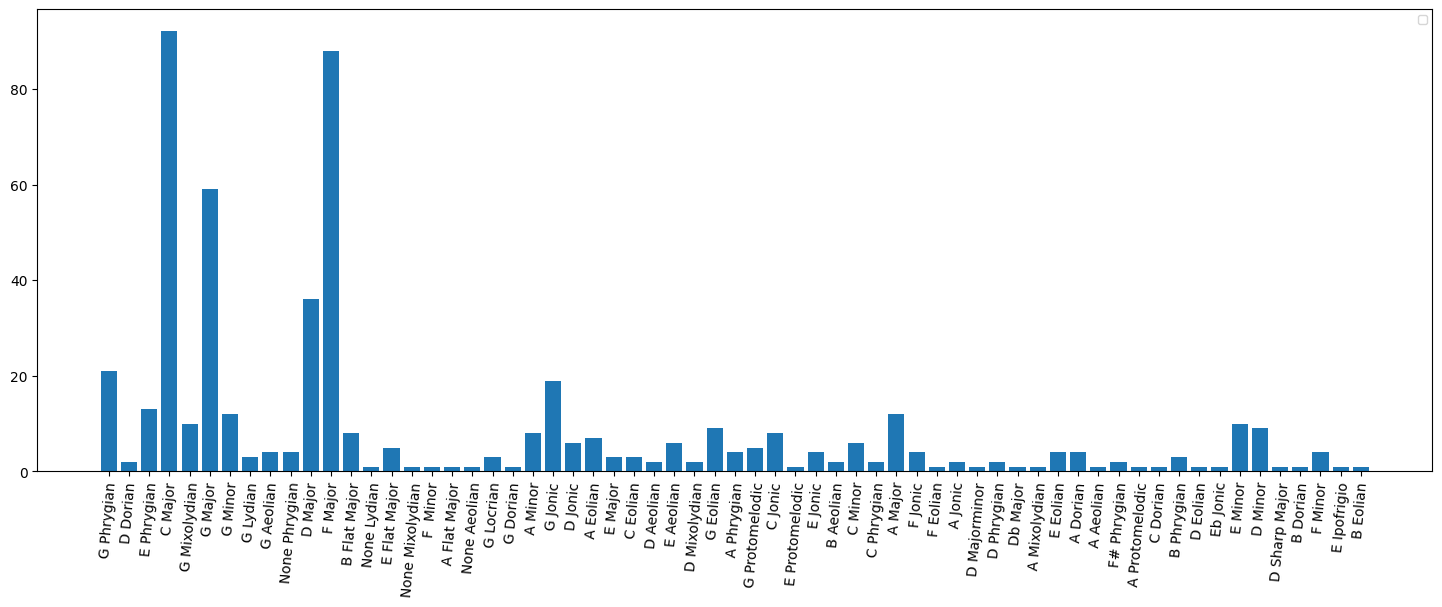 80
60
40
20
0
G Phrygian
D Dorian
E Phrygian
C Major
G Mixolydian
G Major
G Minor
G Lydian
G Aeolian
None Phrygian
D Major
F Major
B Flat Major
None Lydian
E Flat Major
None Mixolydian
F  Minor
A Flat Major
None Aeolian
G Locrian
G Dorian
A Minor
G Jonic
D Jonic
A Eolian
E Major
C Eolian
D Aeolian
E Aeolian
D Mixolydian
G Eolian
A Phrygian
G Protomelodic
C Jonic
E Protomelodic
E Jonic
B Aeolian
C Minor
C Phrygian
A Major
F Jonic
F Eolian
A Jonic
D Majorminor
D Phrygian
Db Major
A Mixolydian
E Eolian
A Dorian
A Aeolian
F# Phrygian
A Protomelodic
C Dorian
B Phrygian
D Eolian
Eb Jonic
E Minor
D Minor
D Sharp Major
B Dorian
F Minor
E Ipofrigio
B Eolian